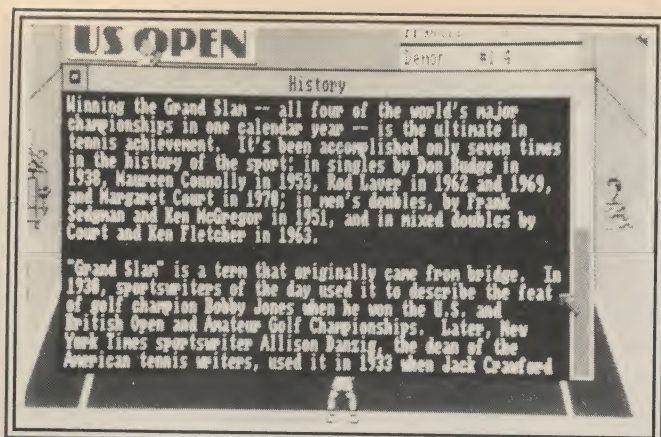 US OPEN
Demor #1 4
History
Winning the Grand Slam -- all four of the world's major
championships in one calendar year -- is the ultimate in
tennis achievement. It's been accomplished only seven times
in the history of the sport: in singles by Don Budge in
1938, Maureen Connolly in 1953, Rod Laver in 1962 and 1969,
and Margaret Court in 1970; in men's doubles, by Frank
Sedgman and Ken McGregor in 1951, and in mixed doubles by
Court and Ken Fletcher in 1963.
"Grand Slam" is a term that originally came from bridge. In
1930, sportswriters of the day used it to describe the feat
of golf champion Bobby Jones when he won the U.S. and
British Open and Amateur Golf Championships. Later, New
York Times sportswriter Allison Danzig, the dean of the
American tennis writers, used it in 1933 when Jack Crawford